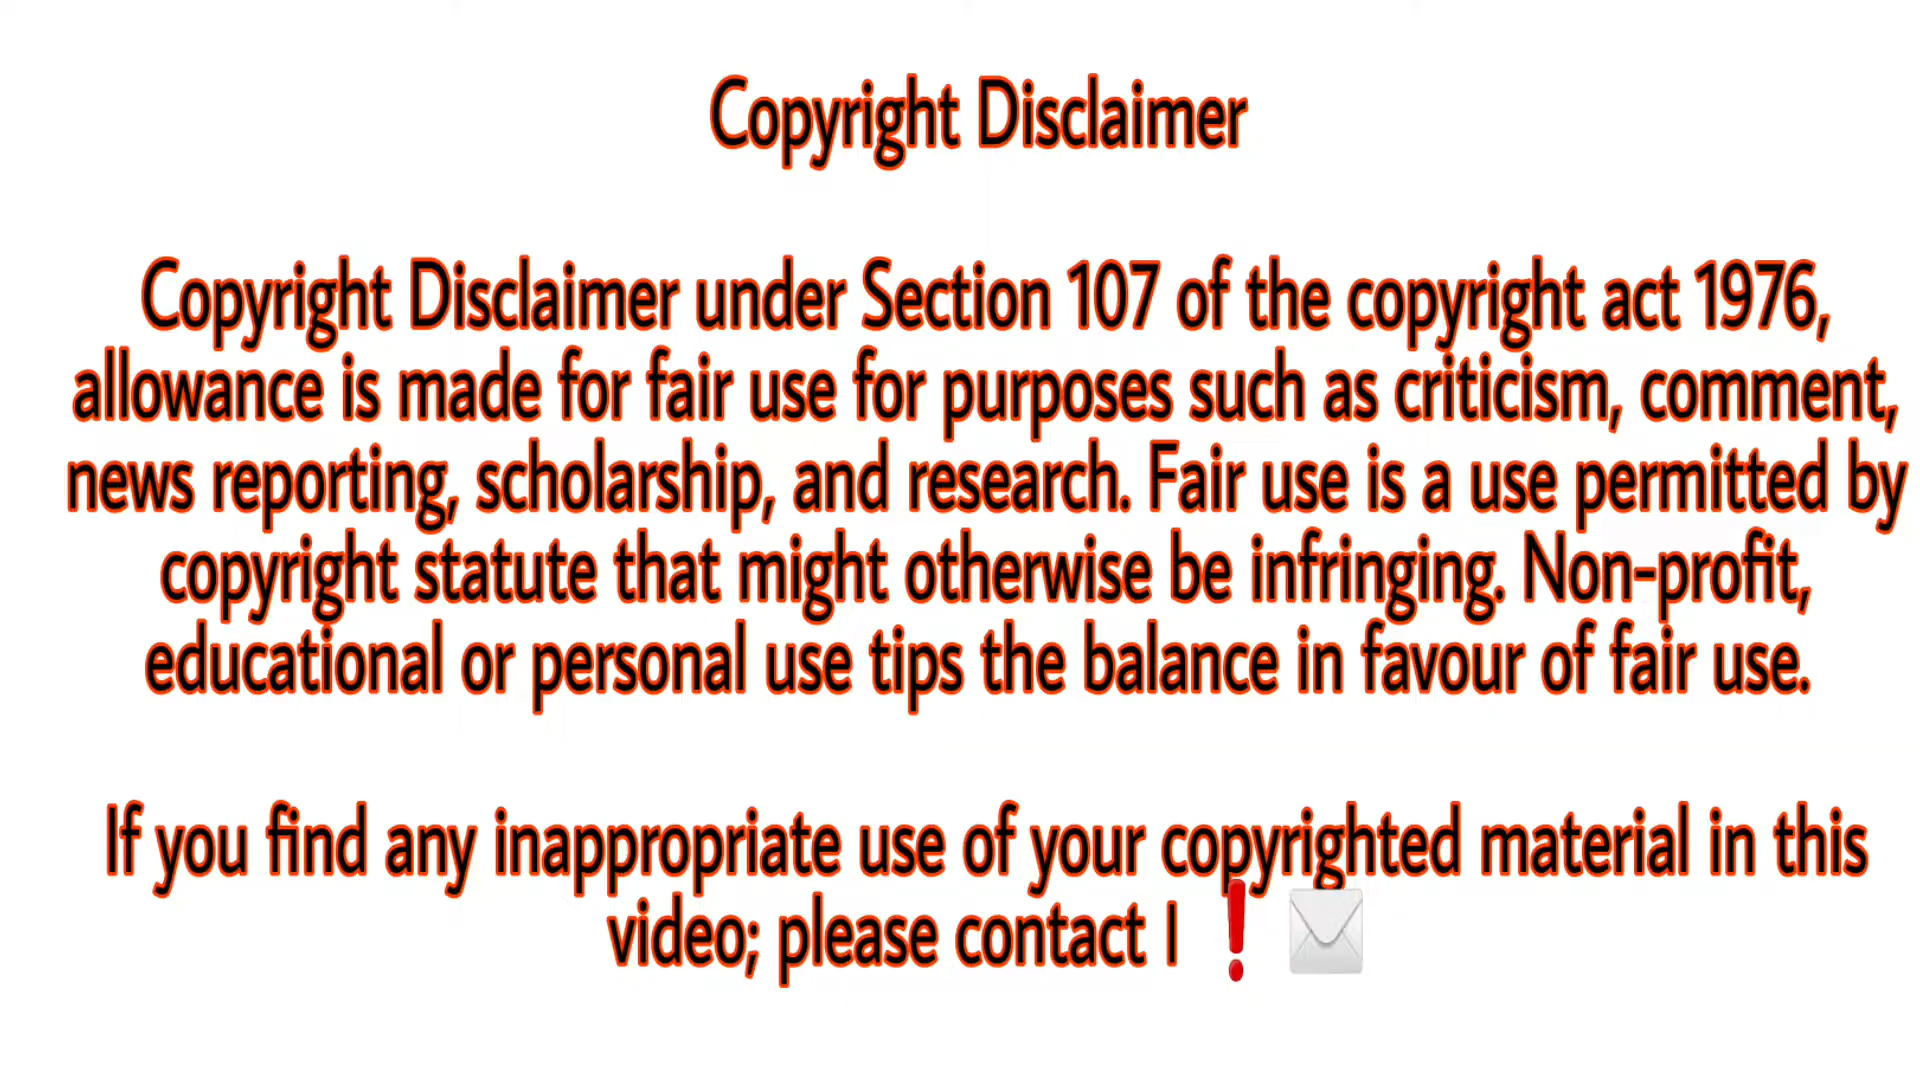 Copyright Disclaimer
Copyright Disclaimer under Section 107 of the copyright act 1976,
allowance is made for fair use for purposes such as criticism, comment,
news reporting, scholarship, and research. Fair use is a use permitted by
copyright statute that might otherwise be infringing. Non-profit,
educational or personal use tips the balance in favour of fair use.
If you find any inappropriate use of your copyrighted material in this
video; please contact I ❗ ✉